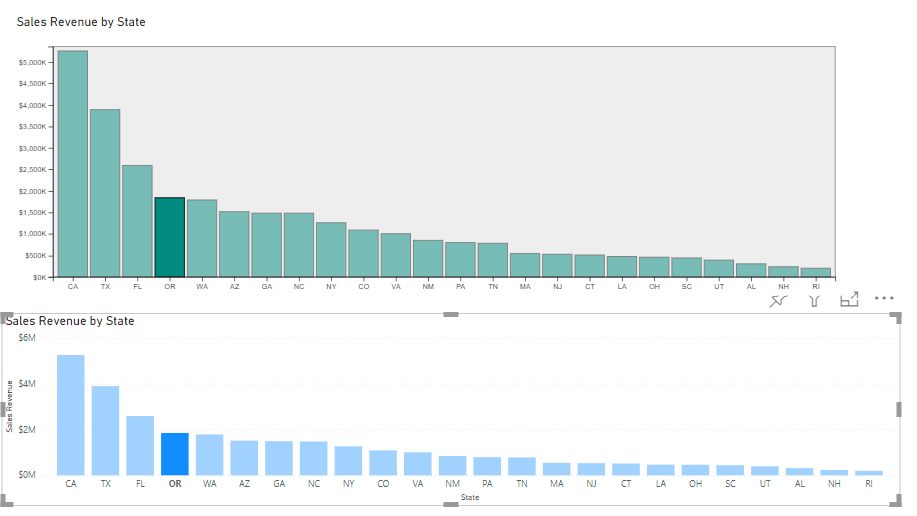 Sales Revenue by State
$5,000K
$4,500K
$4,000K
$3,500K
$3,000K
$2,500K
$2,000K
$1,500K
$1,000K
$500K
$0K
CA TX FL OR WA AZ GA NC NY CO VA NM PA TN MA NJ CT LA OH SC UT AL NH RI
Sales Revenue by State
$6M
$4M
$2M
$0M
Sales Revenue
CA TX FL OR WA AZ GA NC NY CO VA NM PA TN MA NJ CT LA OH SC UT AL NH RI
State